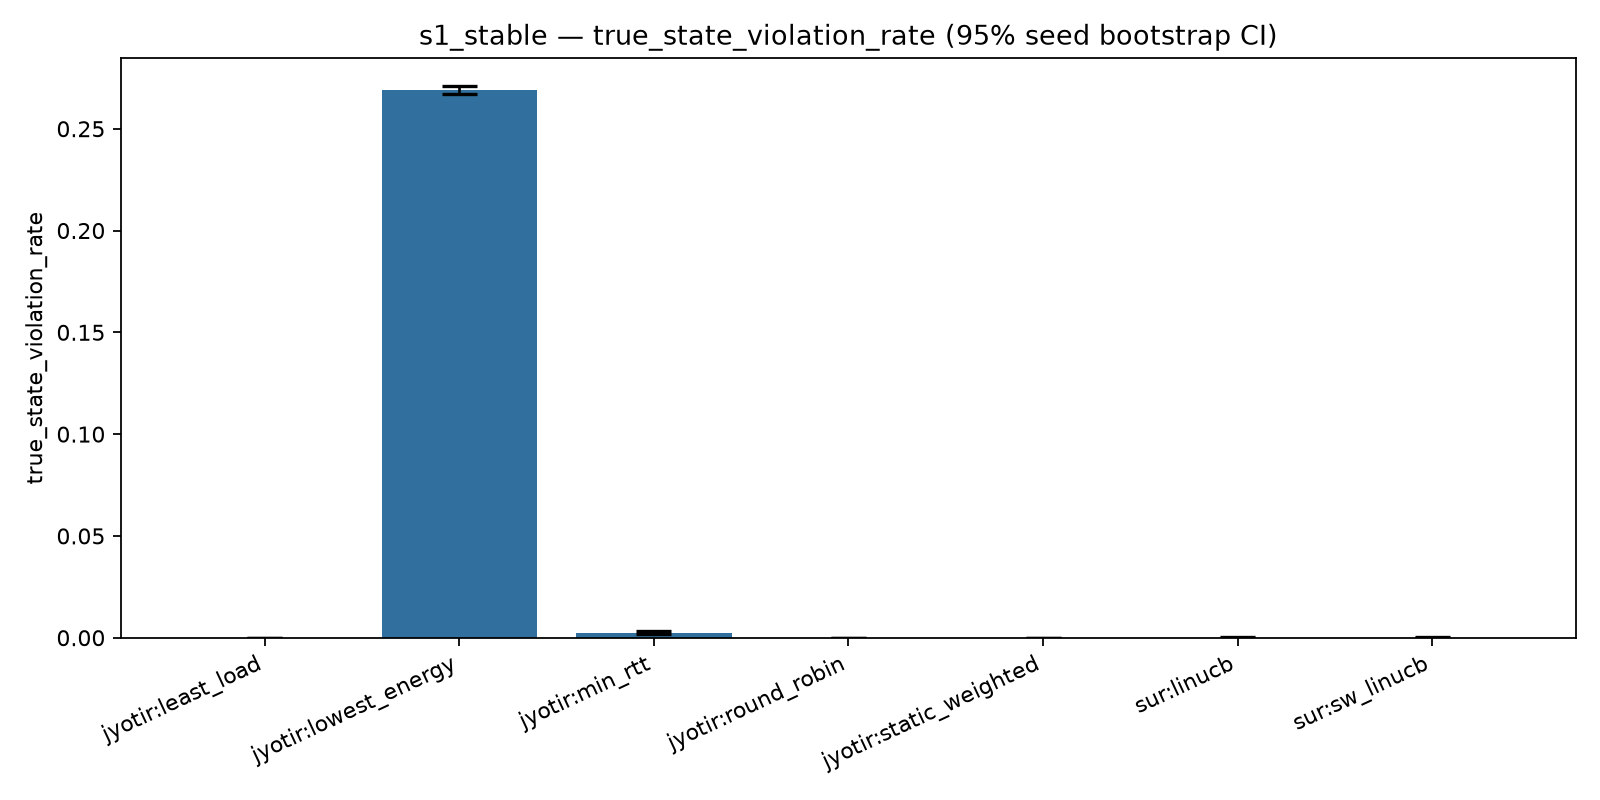 s1_stable — true_state_violation_rate (95% seed bootstrap CI)
true_state_violation_rate
0.25
0.20
0.15
0.10
0.05
0.00
jyotir:least_load
jyotir:lowest_energy
jyotir:min_rtt
jyotir:round_robin
jyotir:static_weighted
sur:linucb
sur:sw_linucb